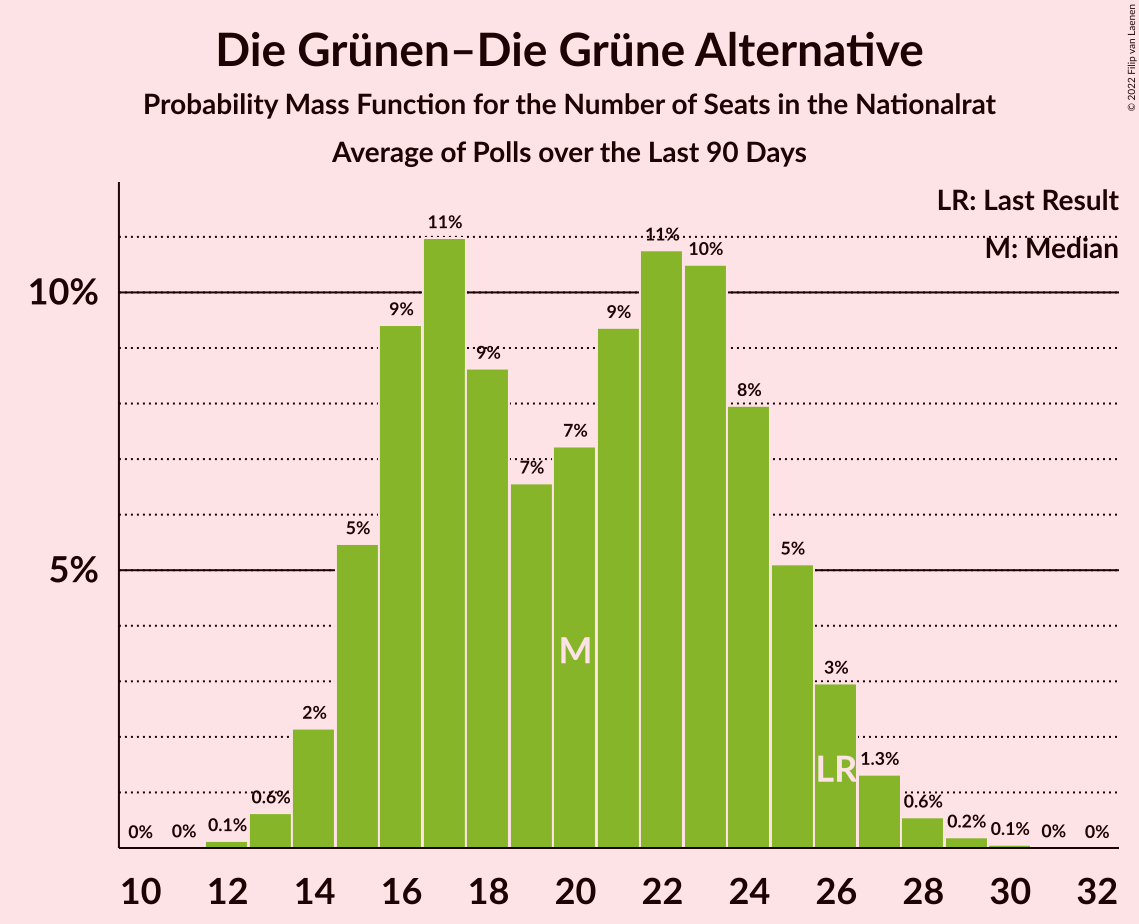 Die Grünen–Die Grüne Alternative
Probability Mass Function for the Number of Seats in the Nationalrat
Average of Polls over the Last 90 Days
© 2022 Filip van Laenen
LR: Last Result
M: Median
10%
5%
0%
0%
0.1%
0.6%
2%
5%
9%
11%
9%
7%
7%
9%
11%
10%
8%
5%
3%
1.3%
0.6%
0.2%
0.1%
0%
0%
M
LR
10 12 14 16 18 20 22 24 26 28 30 32